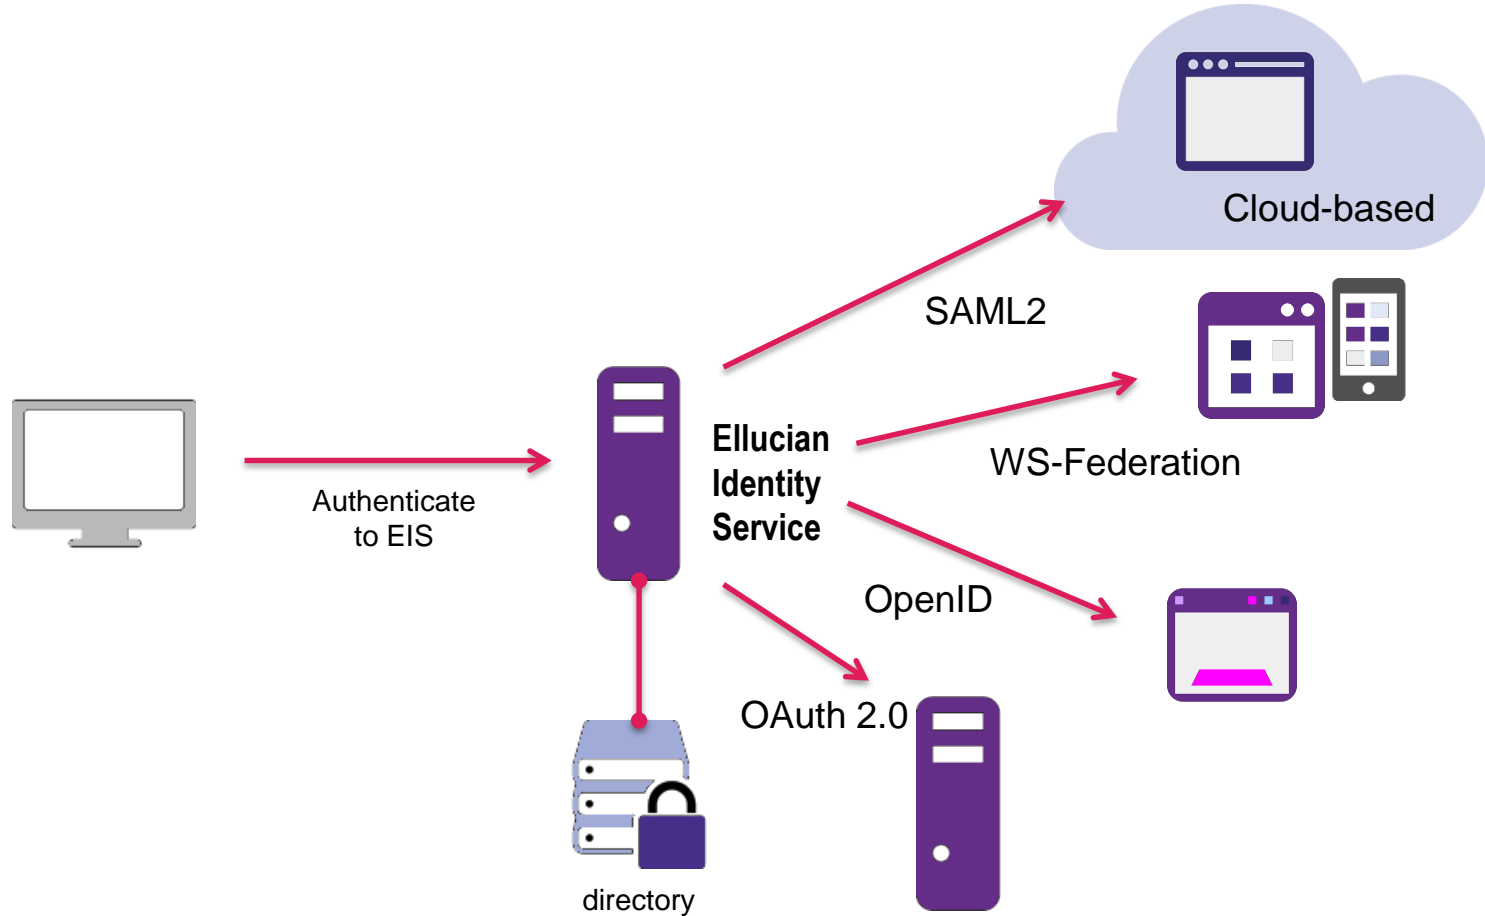 Cloud-based
SAML2
Ellucian
Identity
Service
WS-Federation
Authenticate
to EIS
OpenID
OAuth 2.0
directory